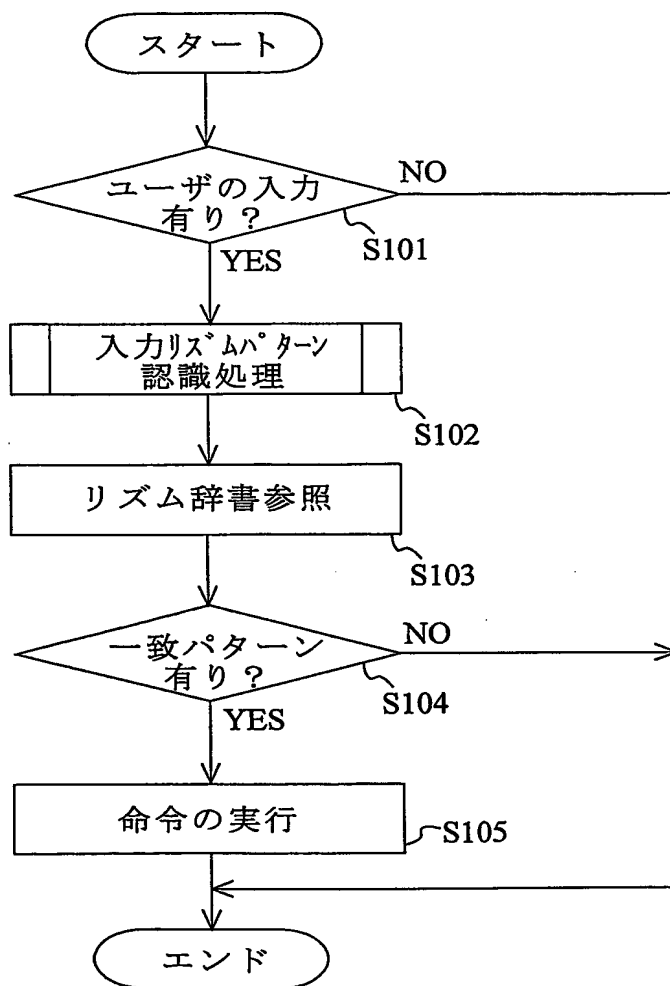 スタート
ユーザの入力
有り?
NO
S101
YES
入力ﾘｽﾞﾑﾊﾟﾀｰﾝ
認識処理
S102
リズム辞書参照
S103
一致パターン
有り?
NO
S104
YES
命令の実行
S105
エンド